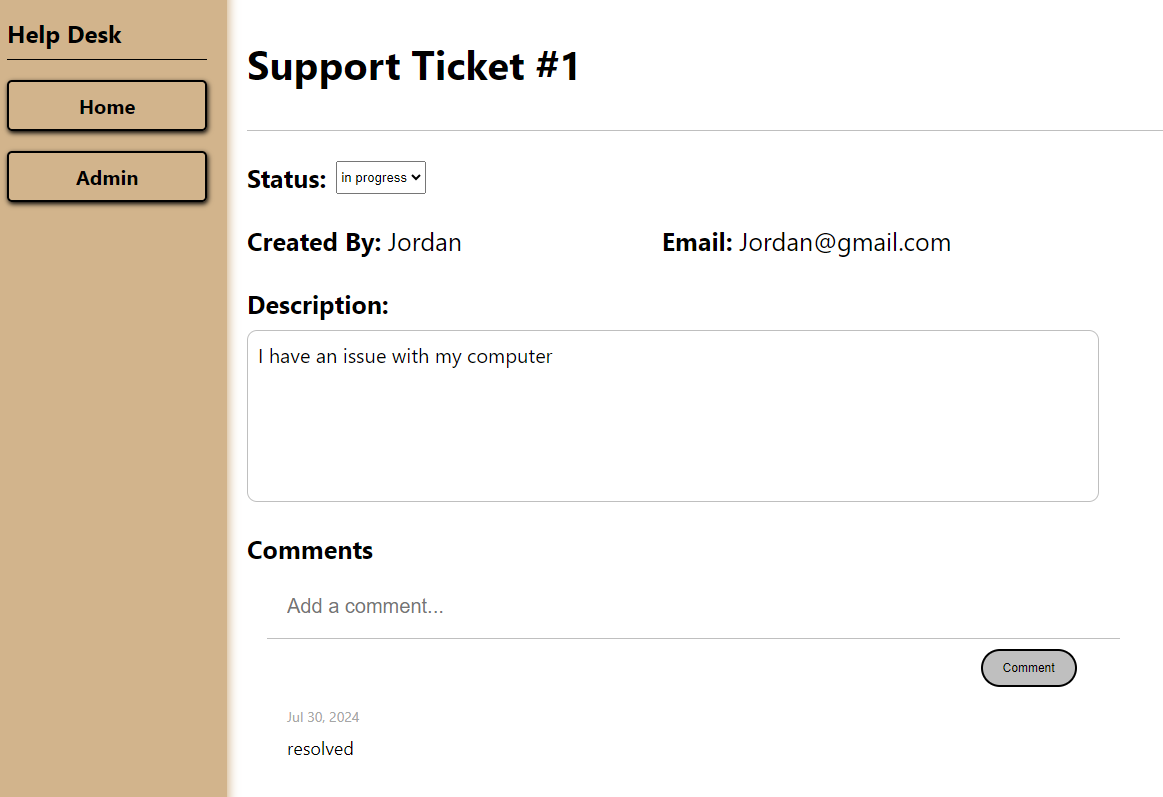 Help Desk
Home
Admin
Support Ticket #1
Status: in progress
Created By: Jordan Email: Jordan@gmail.com
Description:
I have an issue with my computer
Comments
Add a comment...
Comment
Jul 30, 2024
resolved